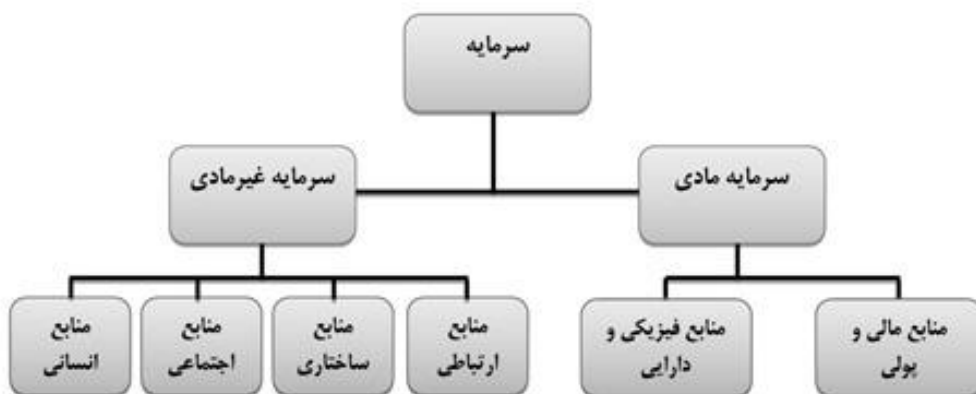 سرمایه
سرمایه مادی
سرمایه غیرمادی
منابع مالی و
پولی
منابع فیزیکی و
دارایی
منابع
ارتباطی
منابع
ساختاری
منابع
اجتماعی
منابع
انسانی